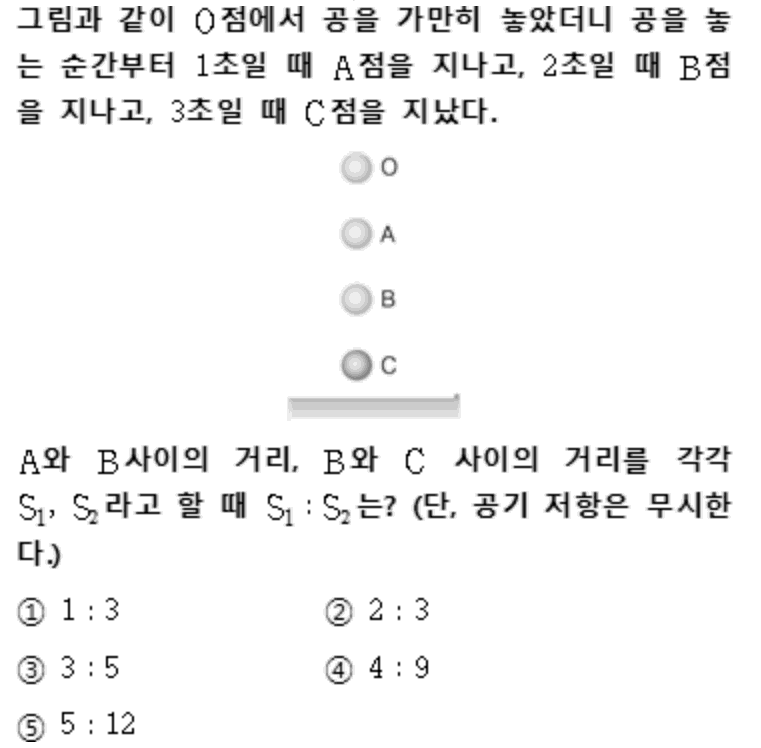 그림과 같이 O점에서 공을 가만히 놓았더니 공을 놓
는 순간부터 1초일 때 A점을 지나고, 2초일 때 B점
을 지나고, 3초일 때 C점을 지났다.
O
A
B
C
A와 B사이의 거리, B와 C 사이의 거리를 각각
S₁, S₂라고 할 때 S₁ : S₂는? (단, 공기 저항은 무시한
다.)
① 1 : 3 ② 2 : 3
③ 3 : 5 ④ 4 : 9
⑤ 5 : 12